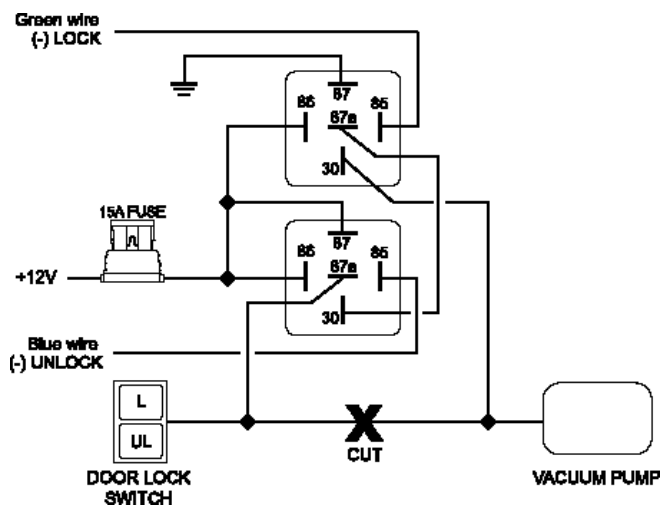 Green wire
(-) LOCK
87
86
85
87a
30
15A FUSE
87
86
85
87a
30
+12V
Blue wire
(-) UNLOCK
L
UL
CUT
DOOR LOCK
SWITCH
VACUUM PUMP